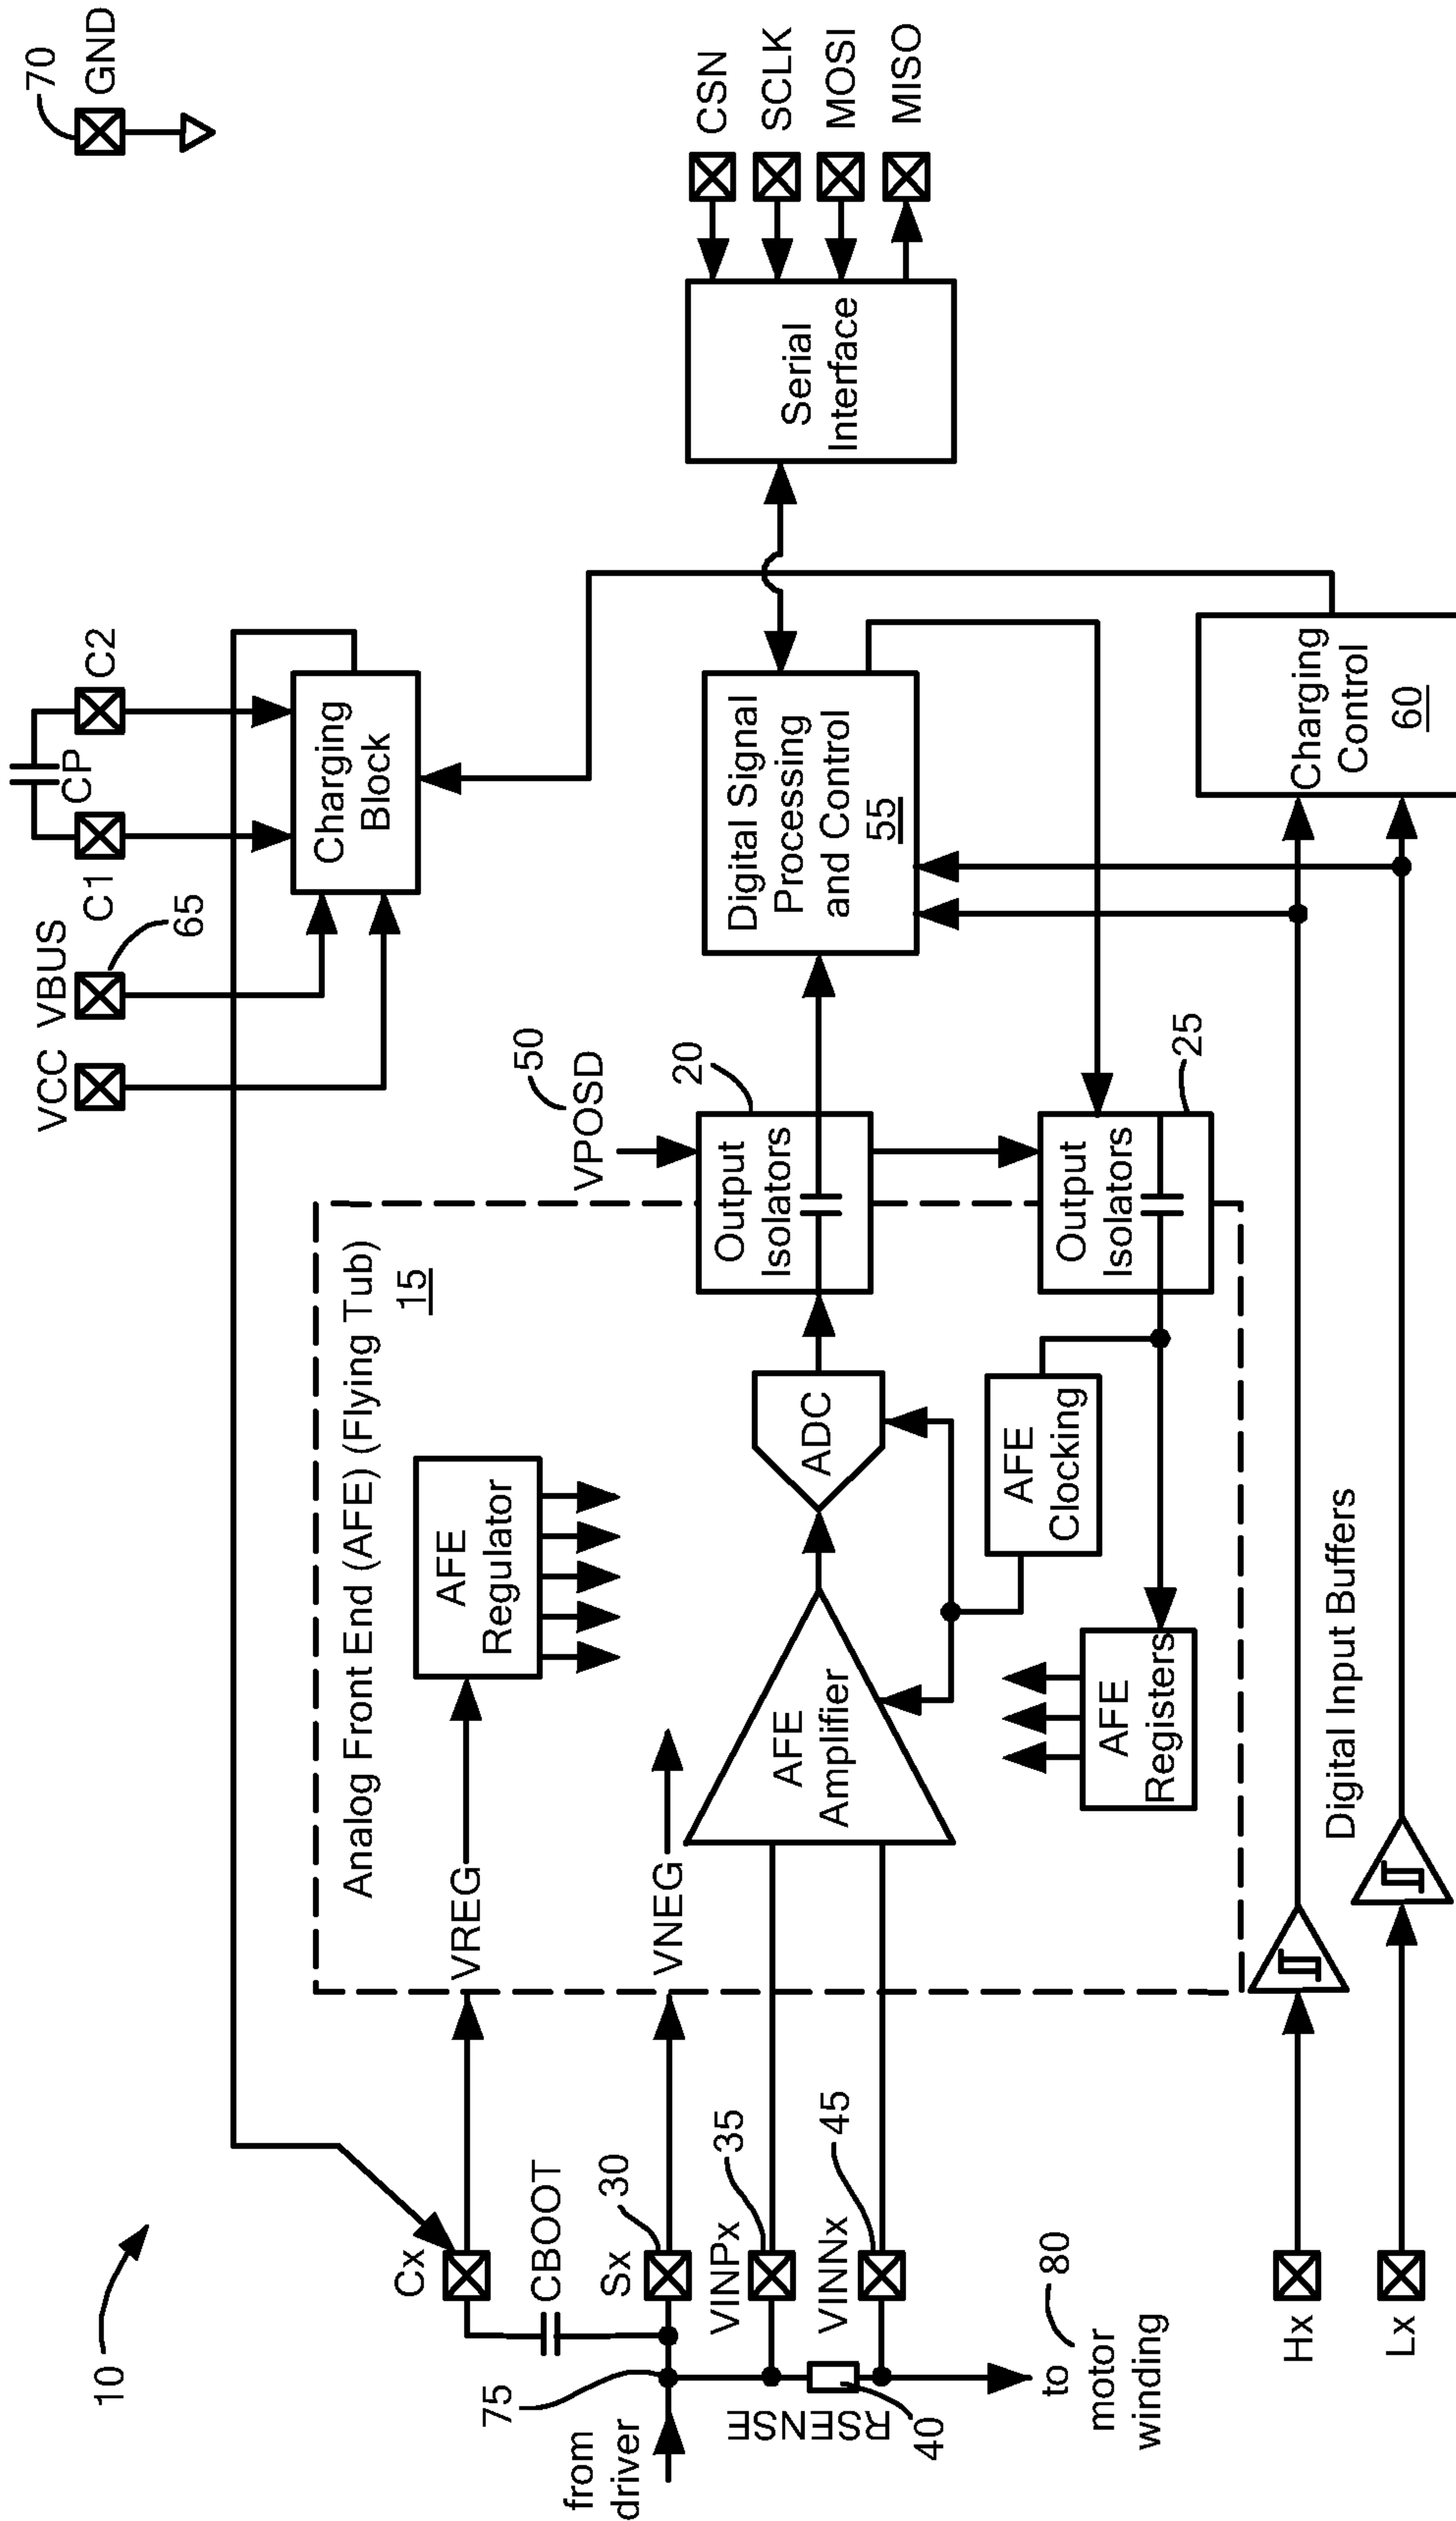 10
70
GND
VCC
VBUS
65
C1
CP
C2
Charging
Block
CSN
SCLK
MOSI
MISO
Serial
Interface
Analog Front End (AFE) (Flying Tub)
15
VPOSD
50
20
Output
Isolators
Output
Isolators
25
Digital Signal
Processing
and Control
55
Charging
Control
60
AFE
Regulator
VREG
VNEG
AFE
Amplifier
ADC
AFE
Clocking
AFE
Registers
Cx
CBOOT
Sx
30
VINPx
35
VINNx
45
75
from
driver
RSENSE
40
to
motor
winding
80
Digital Input Buffers
Hx
Lx